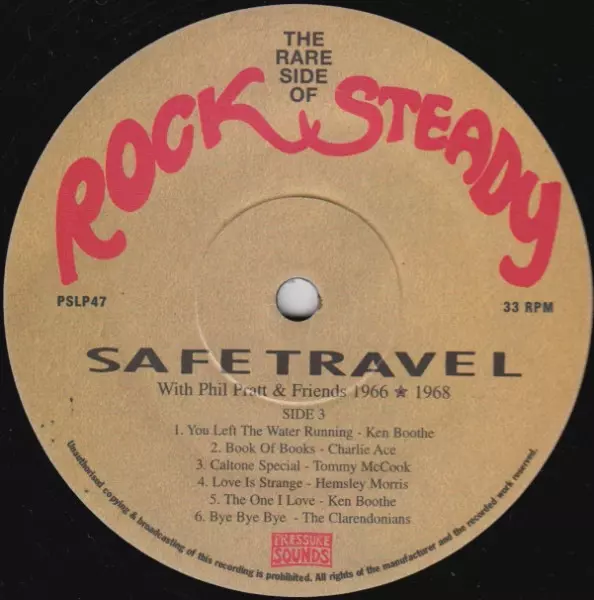 THE
RARE
SIDE
OF
ROCK STEADY
PSLP47
33 RPM
SAFE TRAVEL
With Phil Pratt & Friends 1966 ★ 1968
SIDE 3
1. You Left The Water Running - Ken Boothe
2. Book Of Books - Charlie Ace
3. Caltone Special - Tommy McCook
4. Love Is Strange - Hemsley Morris
5. The One I Love - Ken Boothe
6. Bye Bye Bye - The Clarendonians
PRESSURE
SOUNDS
Unauthorised copying & broadcasting of this recording is prohibited. All rights of the manufacturer and the recorded work reserved.